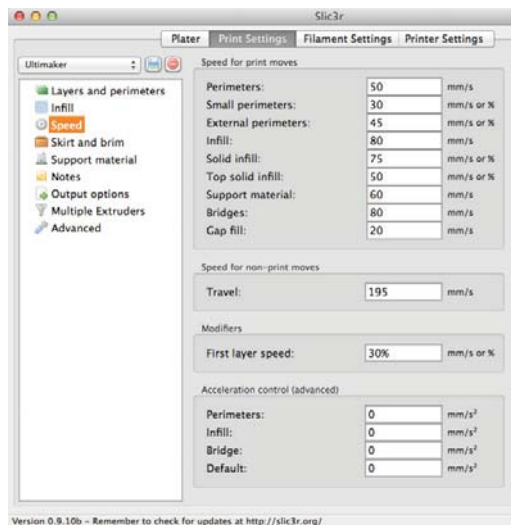 Slic3r
Plater Print Settings Filament Settings Printer Settings
Ultimaker
Layers and perimeters
Infill
Speed
Skirt and brim
Support material
Notes
Output options
Multiple Extruders
Advanced
Speed for print moves
Perimeters: 50 mm/s
Small perimeters: 30 mm/s or %
External perimeters: 45 mm/s or %
Infill: 80 mm/s
Solid infill: 75 mm/s or %
Top solid infill: 50 mm/s or %
Support material: 60 mm/s
Bridges: 80 mm/s
Gap fill: 20 mm/s
Speed for non-print moves
Travel: 195 mm/s
Modifiers
First layer speed: 30% mm/s or %
Acceleration control (advanced)
Perimeters: 0 mm/s²
Infill: 0 mm/s²
Bridge: 0 mm/s²
Default: 0 mm/s²
Version 0.9.10b - Remember to check for updates at http://slic3r.org/